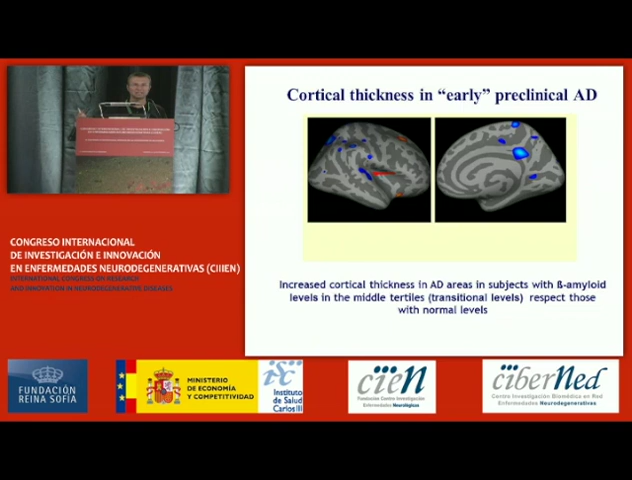 Cortical thickness in “early” preclinical AD
Increased cortical thickness in AD areas in subjects with ß-amyloid
levels in the middle tertiles (transitional levels) respect those
with normal levels
CONGRESO INTERNACIONAL
DE INVESTIGACIÓN E INNOVACIÓN
EN ENFERMEDADES NEURODEGENERATIVAS (CIIIEN)
INTERNATIONAL CONGRESS ON RESEARCH
AND INNOVATION IN NEURODEGENERATIVE DISEASES
FUNDACIÓN
REINA SOFÍA
MINISTERIO
DE ECONOMÍA
Y COMPETITIVIDAD
isc
Instituto
de Salud
Carlos III
cien
Fundación Centro Investigación
Enfermedades Neurológicas
ciberNed
Centro Investigación Biomédica en Red
Enfermedades Neurodegenerativas